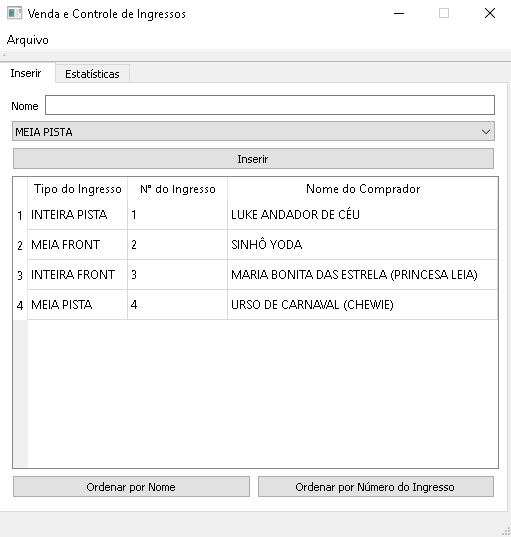 Venda e Controle de Ingressos
Arquivo
Inserir Estatísticas
Nome
MEIA PISTA
Inserir
Tipo do Ingresso N° do Ingresso Nome do Comprador
1 INTEIRA PISTA 1 LUKE ANDADOR DE CÉU
2 MEIA FRONT 2 SINHÔ YODA
3 INTEIRA FRONT 3 MARIA BONITA DAS ESTRELA (PRINCESA LEIA)
4 MEIA PISTA 4 URSO DE CARNAVAL (CHEWIE)
Ordenar por Nome Ordenar por Número do Ingresso